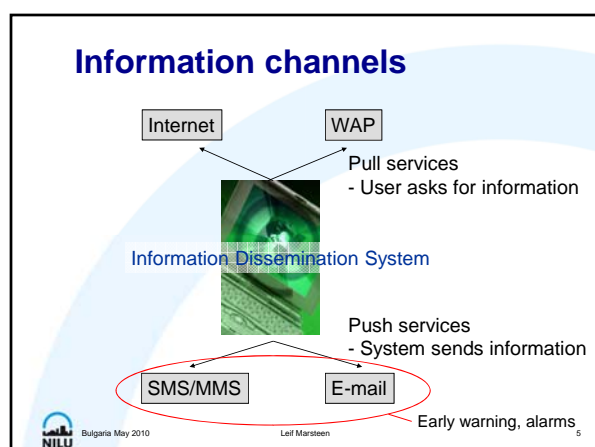 Information channels
Internet
WAP
Pull services
- User asks for information
Information Dissemination System
Push services
- System sends information
SMS/MMS
E-mail
Early warning, alarms
NILU
Bulgaria May 2010
Leif Marsteen
5